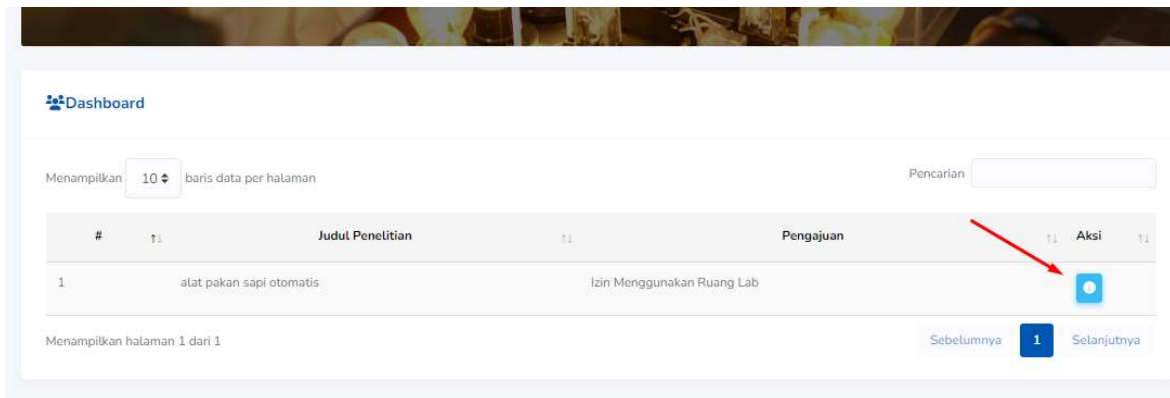 Dashboard
Menampilkan 10 baris data per halaman Pencarian
# Judul Penelitian Pengajuan Aksi
1 alat pakan sapi otomatis Izin Menggunakan Ruang Lab
Menampilkan halaman 1 dari 1 Sebelumnya 1 Selanjutnya